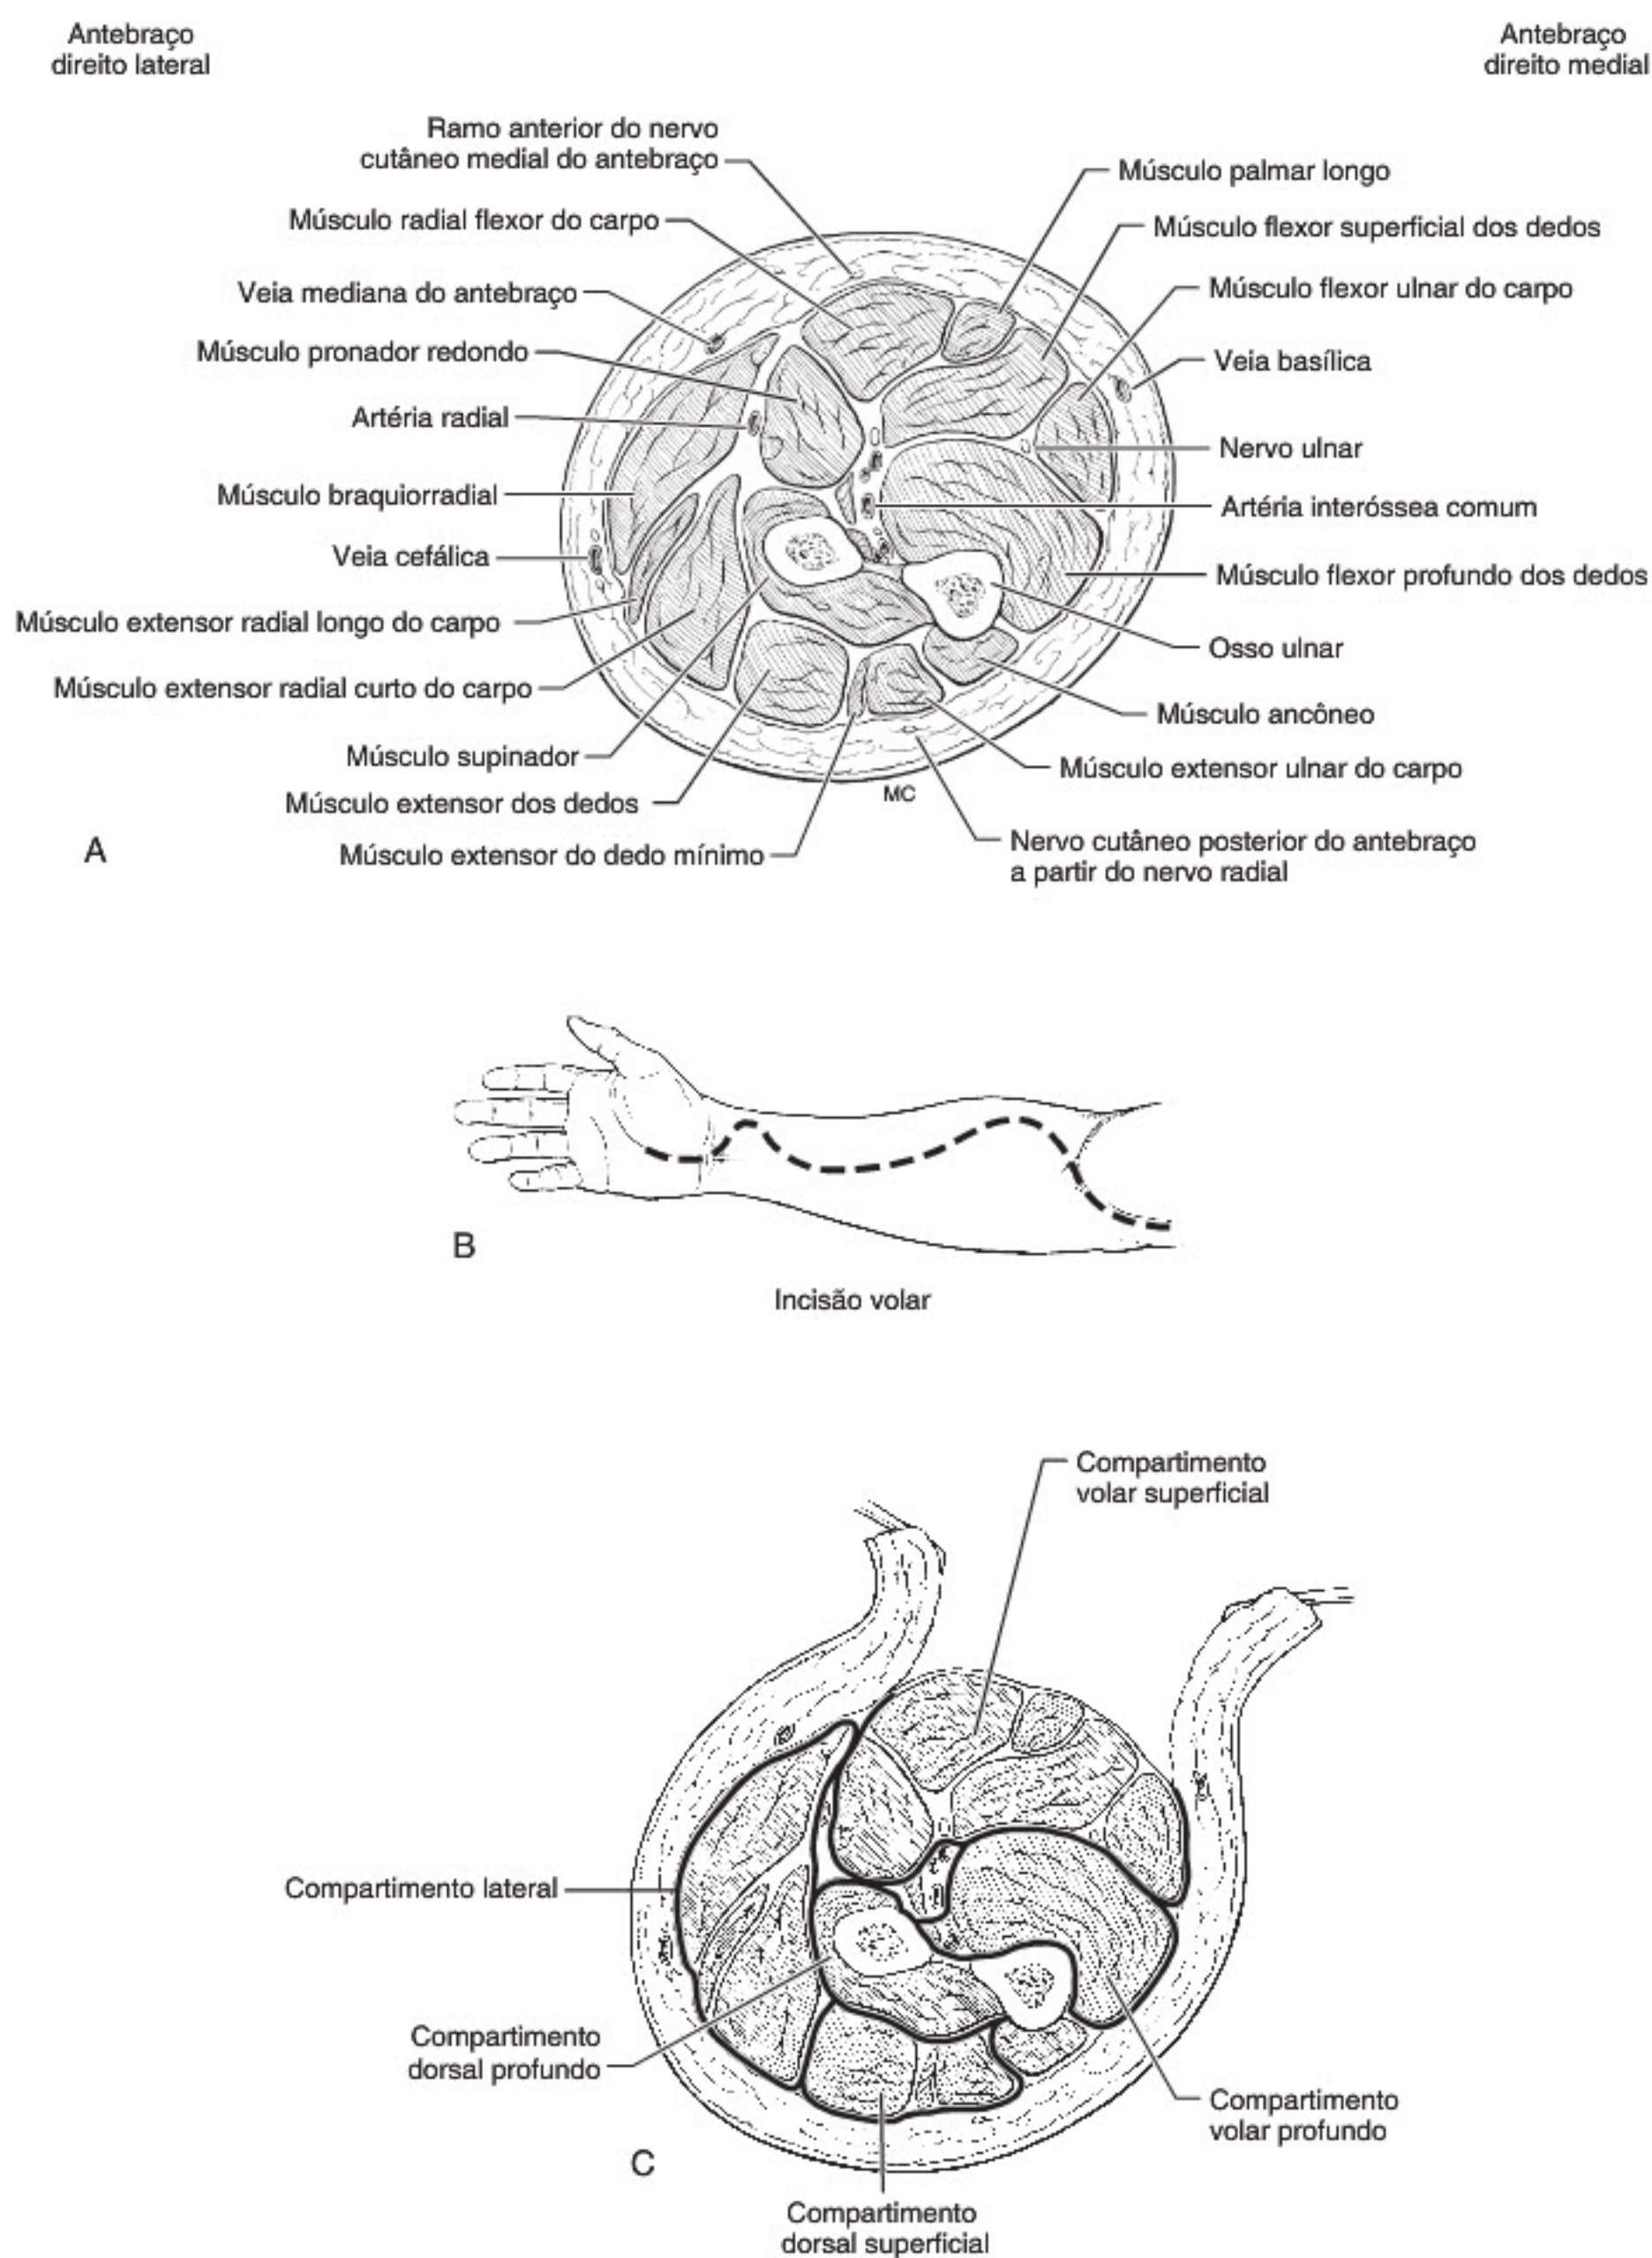 Antebraço
direito lateral
Antebraço
direito medial
Ramo anterior do nervo
cutâneo medial do antebraço
Músculo radial flexor do carpo
Veia mediana do antebraço
Músculo pronador redondo
Artéria radial
Músculo braquiorradial
Veia cefálica
Músculo extensor radial longo do carpo
Músculo extensor radial curto do carpo
Músculo supinador
Músculo extensor dos dedos
Músculo extensor do dedo mínimo
Músculo palmar longo
Músculo flexor superficial dos dedos
Músculo flexor ulnar do carpo
Veia basílica
Nervo ulnar
Artéria interóssea comum
Músculo flexor profundo dos dedos
Osso ulnar
Músculo ancôneo
Músculo extensor ulnar do carpo
Nervo cutâneo posterior do antebraço
a partir do nervo radial
MC
A
B
Incisão volar
Compartimento
volar superficial
Compartimento lateral
Compartimento
dorsal profundo
Compartimento
volar profundo
C
Compartimento
dorsal superficial